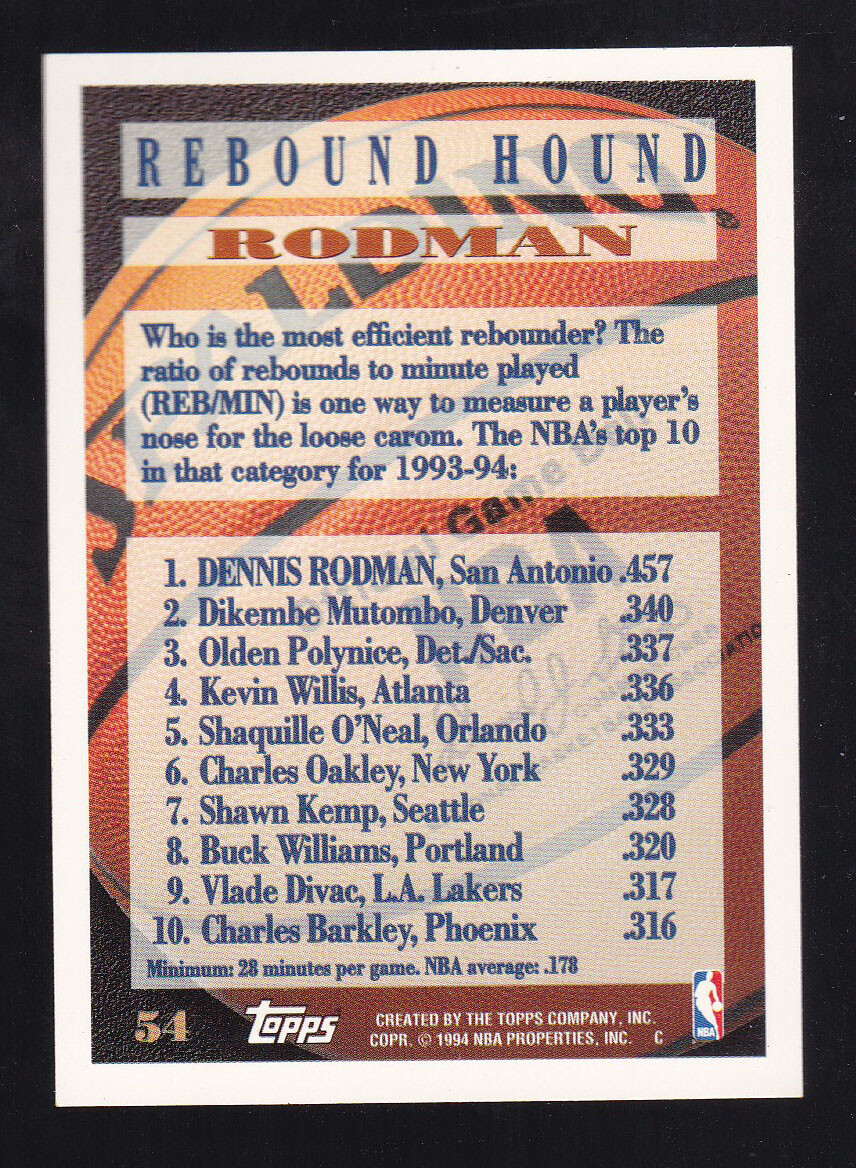 REBOUND HOUND
RODMAN
Who is the most efficient rebounder? The
ratio of rebounds to minute played
(REB/MIN) is one way to measure a player's
nose for the loose carom. The NBA's top 10
in that category for 1993-94:
1. DENNIS RODMAN, San Antonio .457
2. Dikembe Mutombo, Denver .340
3. Olden Polynice, Det./Sac. .337
4. Kevin Willis, Atlanta .336
5. Shaquille O'Neal, Orlando .333
6. Charles Oakley, New York .329
7. Shawn Kemp, Seattle .328
8. Buck Williams, Portland .320
9. Vlade Divac, L.A. Lakers .317
10. Charles Barkley, Phoenix .316
Minimum: 28 minutes per game. NBA average: .178
54 Topps CREATED BY THE TOPPS COMPANY, INC.
COPR. © 1994 NBA PROPERTIES, INC. C
NBA
SPALDING ®
Game
NBA